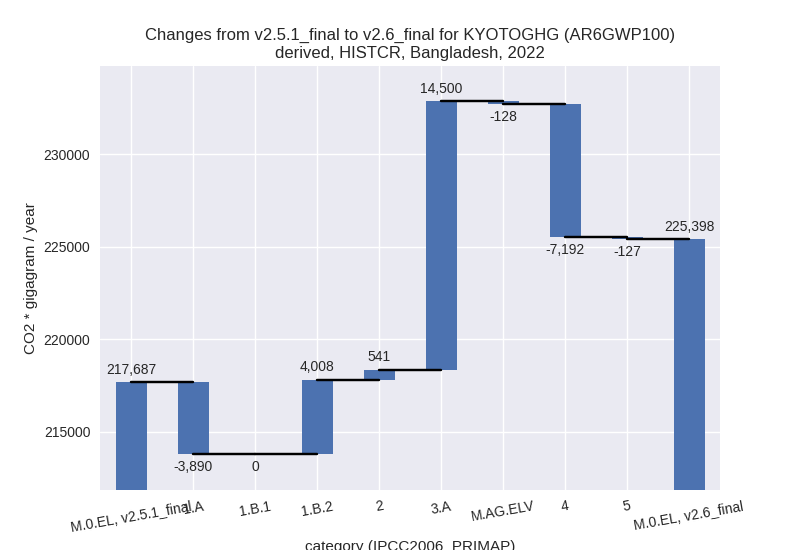 Changes from v2.5.1_final to v2.6_final for KYOTOGHG (AR6GWP100)
derived, HISTCR, Bangladesh, 2022
14,500
-128
230000
225,398
225000
-7,192
-127
CO2 * gigagram / year
220000
217,687
4,008
541
215000
-3,890
0
M.0.EL, v2.5.1_final
1.A
1.B.1
1.B.2
2
3.A
M.AG.ELV
4
5
M.0.EL, v2.6_final
category (IPCC2006_PRIMAP)